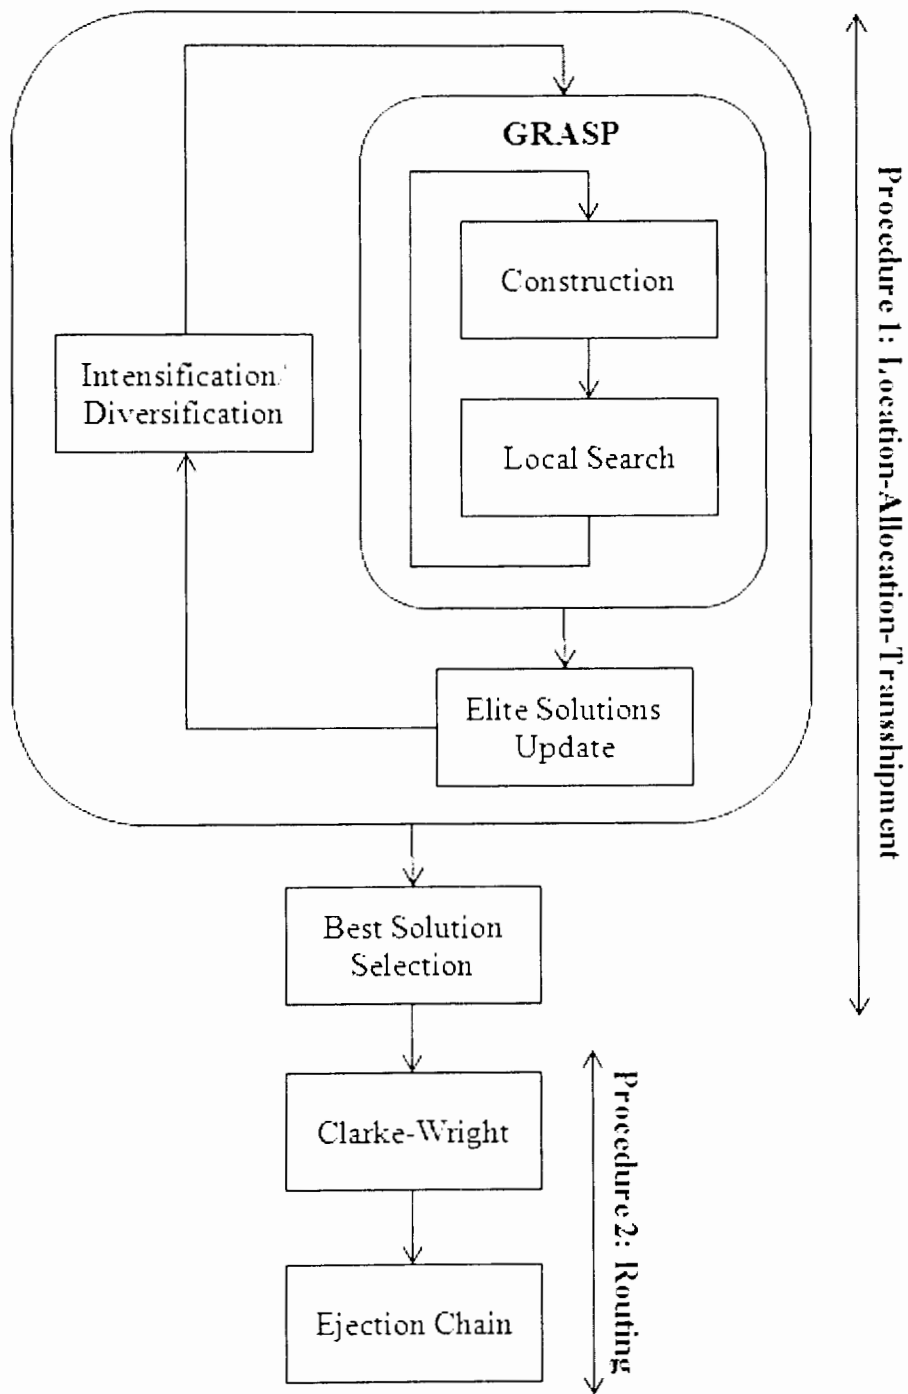 GRASP
Construction
Intensification/
Diversification
Local Search
Elite Solutions
Update
Best Solution
Selection
Clarke-Wright
Ejection Chain
Procedure 1: Location-Allocation-Transshipment
Procedure 2: Routing